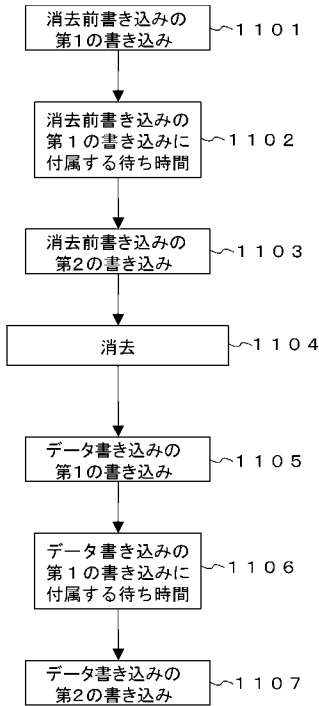 消去前書き込みの
第1の書き込み
1101
消去前書き込みの
第1の書き込みに
付属する待ち時間
1102
消去前書き込みの
第2の書き込み
1103
消去
1104
データ書き込みの
第1の書き込み
1105
データ書き込みの
第1の書き込みに
付属する待ち時間
1106
データ書き込みの
第2の書き込み
1107